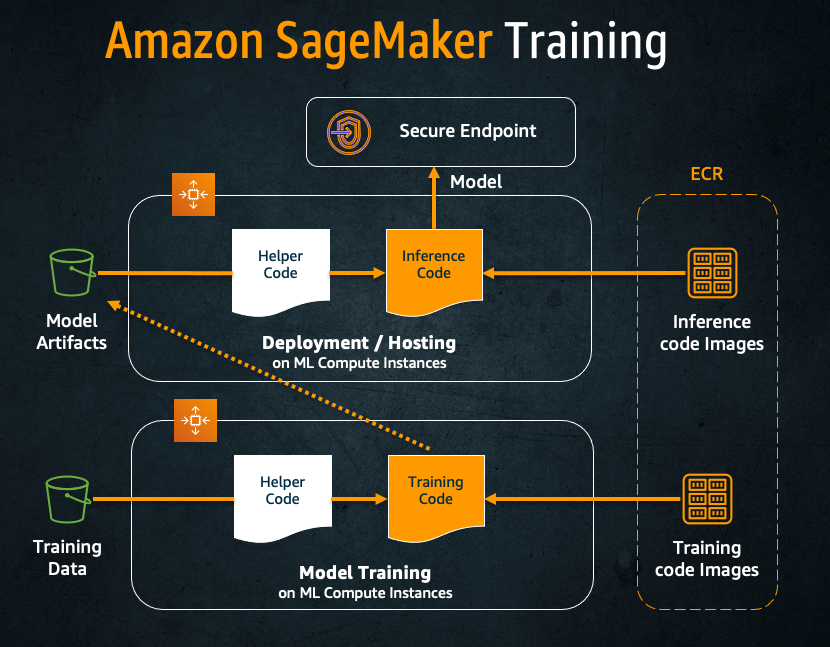 Amazon SageMaker Training
Secure Endpoint
Model
ECR
Helper
Code
Inference
Code
Model
Artifacts
Inference
code Images
Deployment / Hosting
on ML Compute Instances
Helper
Code
Training
Code
Training
Data
Training
code Images
Model Training
on ML Compute Instances